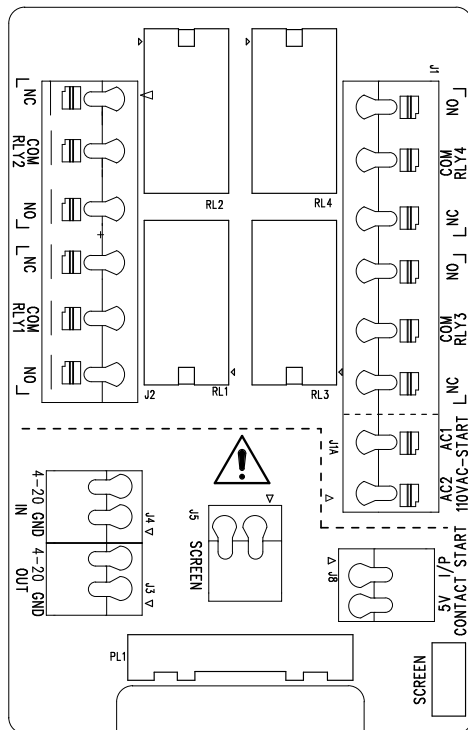 J1
NC
COM
RLY2
NO
NC
COM
RLY1
NO
RL2
RL4
J2
RL1
RL3
NO
COM
RLY4
NC
NO
COM
RLY3
NC
AC1
AC2
110VAC-START
J1A
4-20 GND
IN
4-20 GND
OUT
J4
J3
J5
SCREEN
J8
5V I/P
CONTACT START
PL1
SCREEN